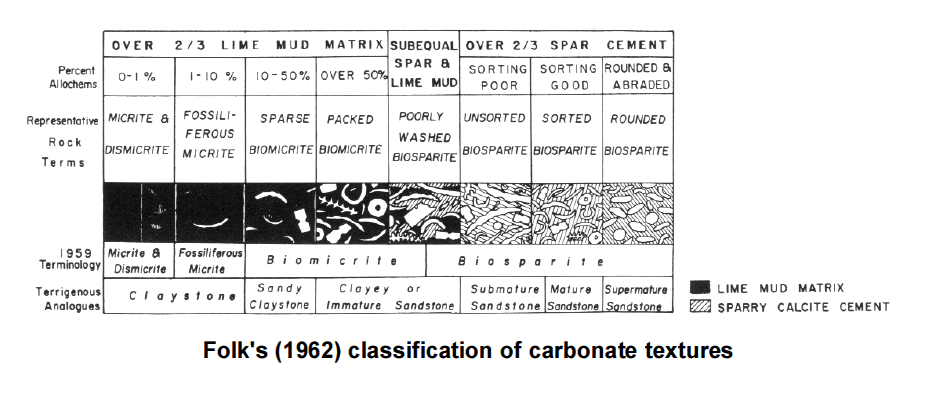 OVER 2/3 LIME MUD MATRIX
SUBEQUAL
SPAR &
LIME MUD
OVER 2/3 SPAR CEMENT
Percent
Allochems
0-1 %
1-10 %
10-50%
OVER 50%
SORTING
POOR
SORTING
GOOD
ROUNDED &
ABRADED
Representative
Rock
Terms
MICRITE &
DISMICRITE
FOSSILI-
FEROUS
MICRITE
SPARSE
BIOMICRITE
PACKED
BIOMICRITE
POORLY
WASHED
BIOSPARITE
UNSORTED
BIOSPARITE
SORTED
BIOSPARITE
ROUNDED
BIOSPARITE
1959
Terminology
Micrite &
Dismicrite
Fossiliferous
Micrite
Biomicrite
Biosparite
Terrigenous
Analogues
Claystone
Sandy
Claystone
Clayey or
Immature Sandstone
Submature
Sandstone
Mature
Sandstone
Supermature
Sandstone
LIME MUD MATRIX
SPARRY CALCITE CEMENT
Folk's (1962) classification of carbonate textures